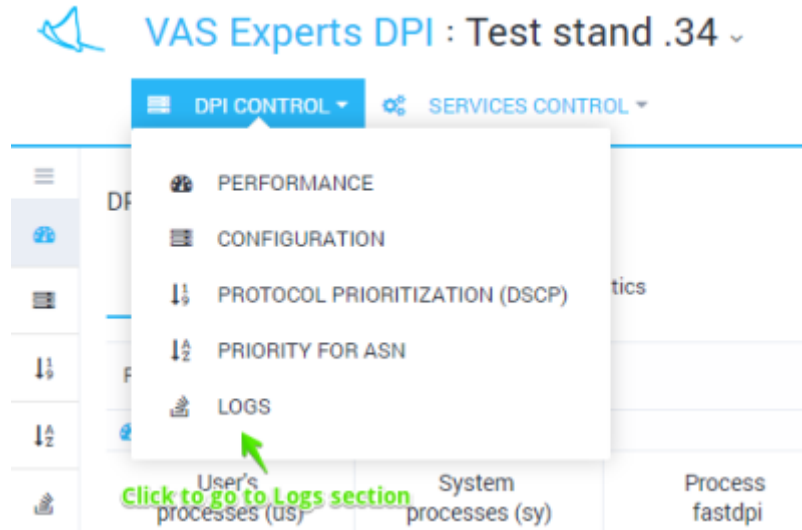 VAS Experts DPI : Test stand .34
DPI CONTROL
SERVICES CONTROL
PERFORMANCE
CONFIGURATION
PROTOCOL PRIORITIZATION (DSCP)
PRIORITY FOR ASN
LOGS
DP
tics
Click to go to Logs section
User's
processes (us)
System
processes (sy)
Process
fastdpi